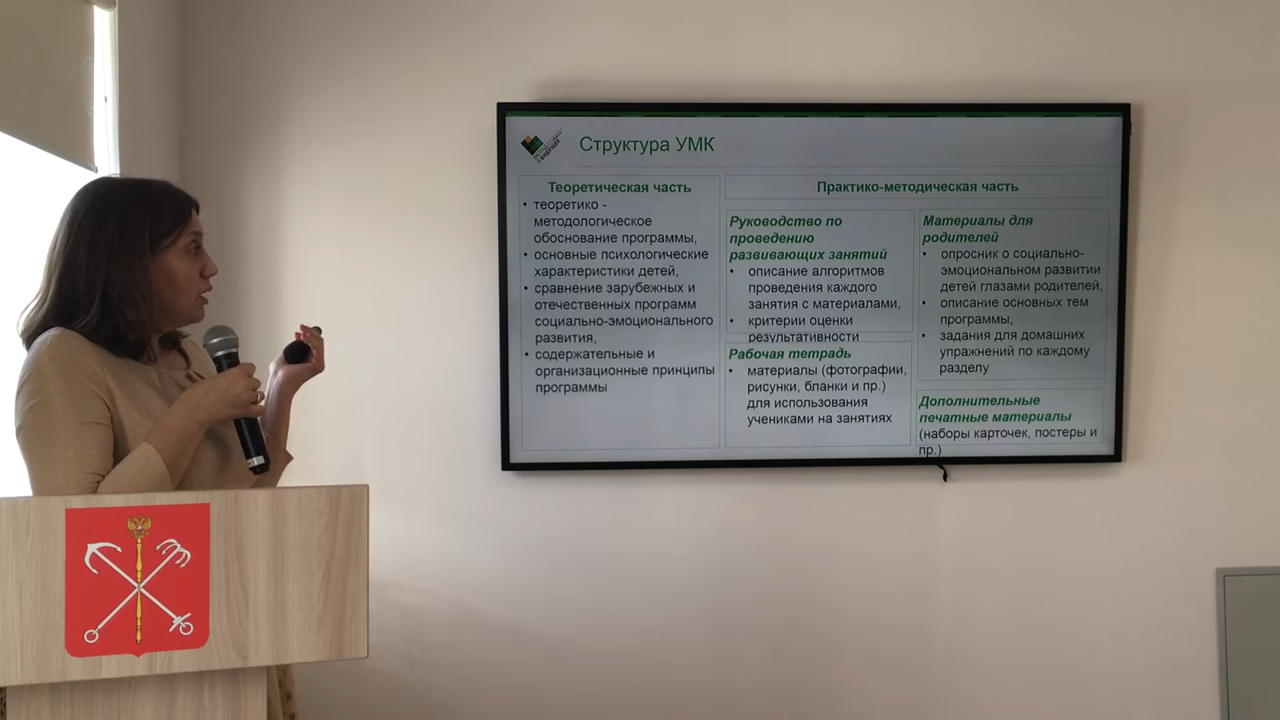 Структура УМК
Теоретическая часть
• теоретико -
методологическое
обоснование программы,
• основные психологические
характеристики детей,
• сравнение зарубежных и
отечественных программ
социально-эмоционального
развития,
• содержательные и
организационные принципы
программы
Практико-методическая часть
Руководство по
проведению
развивающих занятий
• описание алгоритмов
проведения каждого
занятия с материалами,
• критерии оценки
результативности
Рабочая тетрадь
• материалы (фотографии,
рисунки, бланки и пр.)
для использования
учениками на занятиях
Материалы для
родителей
• опросник о социально-
эмоциональном развитии
детей глазами родителей,
• описание основных тем
программы,
• задания для домашних
упражнений по каждому
разделу
Дополнительные
печатные материалы
(наборы карточек, постеры и
пр.)